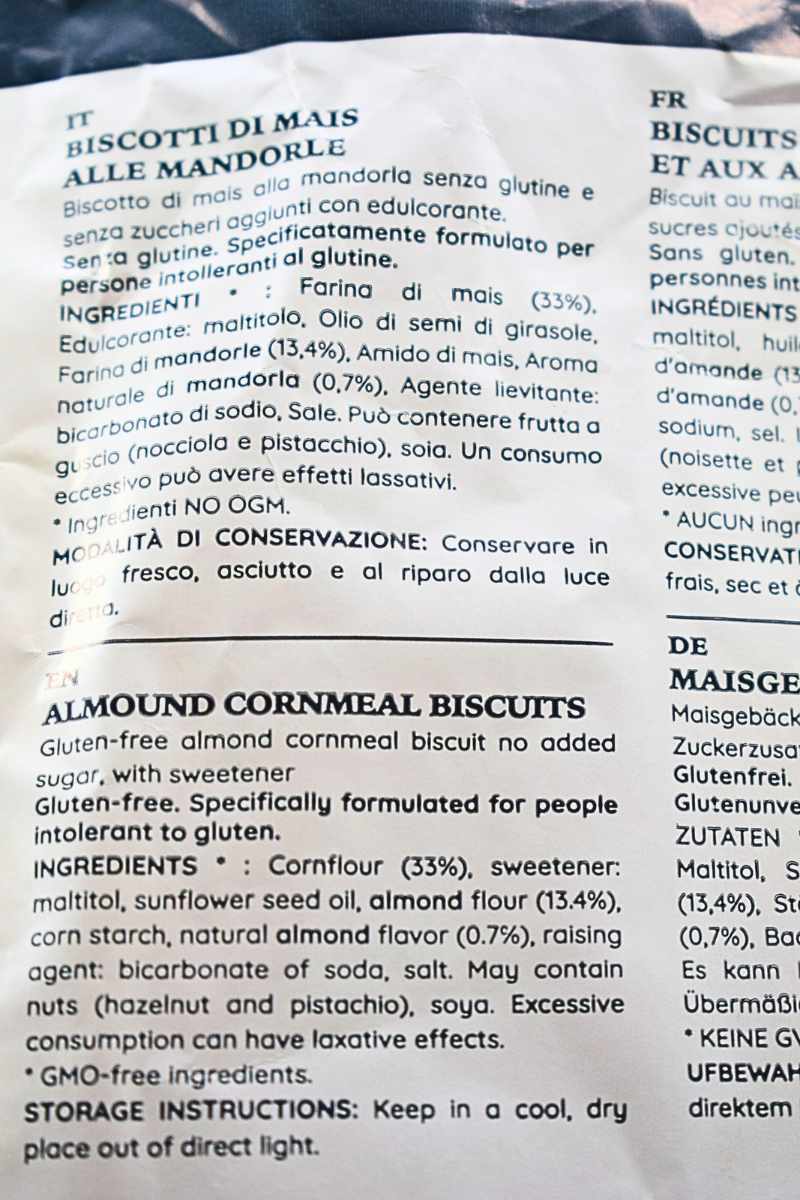 IT
BISCOTTI DI MAIS
ALLE MANDORLE
Biscotto di mais alla mandorla senza glutine e
senza zuccheri aggiunti con edulcorante.
Senza glutine. Specificatamente formulato per
persone intolleranti al glutine.
INGREDIENTI * : Farina di mais (33%),
Edulcorante: maltitolo, Olio di semi di girasole,
Farina di mandorle (13,4%), Amido di mais, Aroma
naturale di mandorla (0,7%), Agente lievitante:
bicarbonato di sodio, Sale. Può contenere frutta a
guscio (nocciola e pistacchio), soia. Un consumo
eccessivo può avere effetti lassativi.
* Ingredienti NO OGM.
MODALITÀ DI CONSERVAZIONE: Conservare in
luogo fresco, asciutto e al riparo dalla luce
diretta.
EN
ALMOUND CORNMEAL BISCUITS
Gluten-free almond cornmeal biscuit no added
sugar, with sweetener
Gluten-free. Specifically formulated for people
intolerant to gluten.
INGREDIENTS * : Cornflour (33%), sweetener:
maltitol, sunflower seed oil, almond flour (13.4%),
corn starch, natural almond flavor (0.7%), raising
agent: bicarbonate of soda, salt. May contain
nuts (hazelnut and pistachio), soya. Excessive
consumption can have laxative effects.
* GMO-free ingredients.
STORAGE INSTRUCTIONS: Keep in a cool, dry
place out of direct light.
FR
BISCUITS
ET AUX A
Biscuit au maï
sucres ajoutés
Sans gluten.
personnes int
INGRÉDIENTS
maltitol, huil
d'amande (13
d'amande (0,
sodium, sel.
(noisette et
excessive peu
* AUCUN ingr
CONSERVATI
frais, sec et à
DE
MAISGE
Maisgebäck
Zuckerzusa
Glutenfrei.
Glutenunve
ZUTATEN
Maltitol, S
(13,4%), Stä
(0,7%), Bac
Es kann
Übermäßi
* KEINE GV
UFBEWAH
direktem